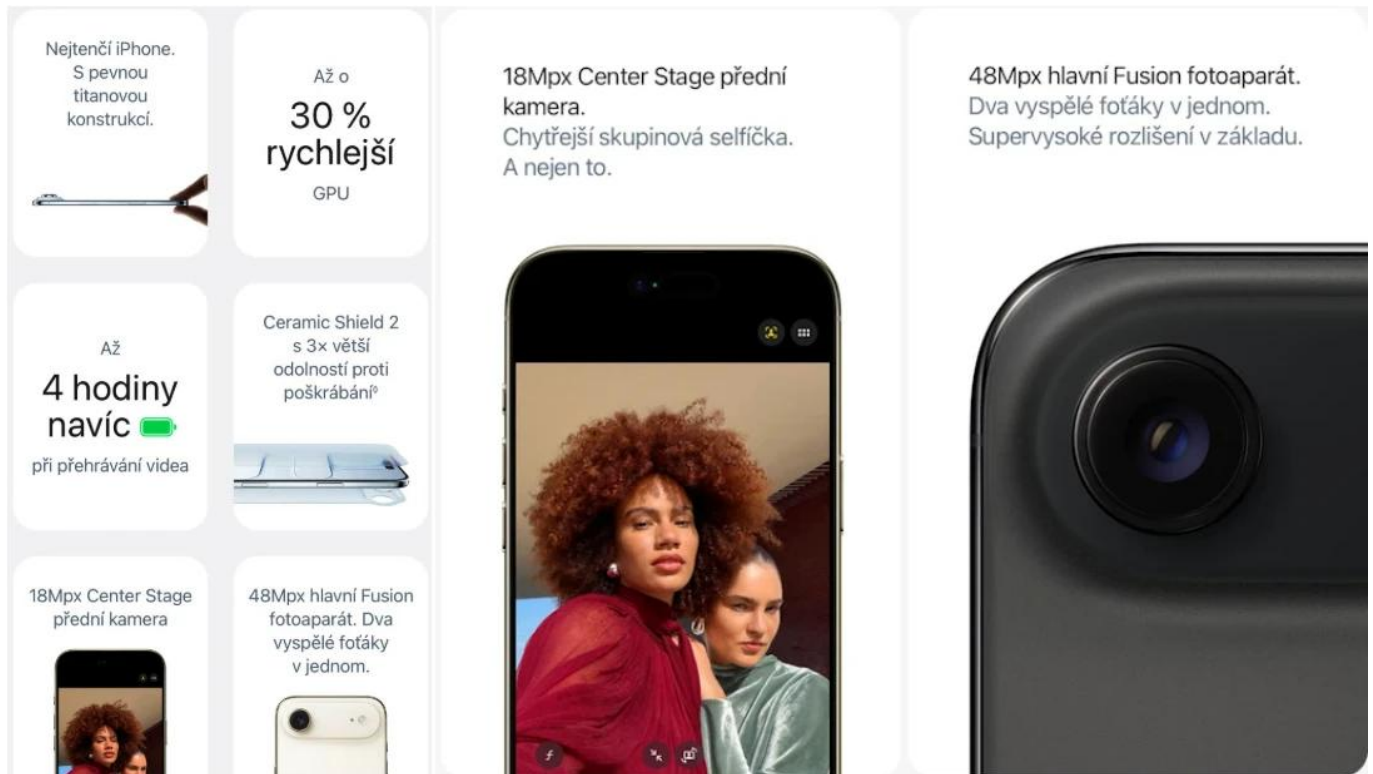 Nejtenčí iPhone.
S pevnou
titanovou
konstrukcí.
Až o
30 %
rychlejší
GPU
Až
4 hodiny
navíc
při přehrávání videa
Ceramic Shield 2
s 3× větší
odolností proti
poškrábání◊
18Mpx Center Stage
přední kamera
48Mpx hlavní Fusion
fotoaparát. Dva
vyspělé foťáky
v jednom.
18Mpx Center Stage přední
kamera.
Chytřejší skupinová selfíčka.
A nejen to.
48Mpx hlavní Fusion fotoaparát.
Dva vyspělé foťáky v jednom.
Supervysoké rozlišení v základu.